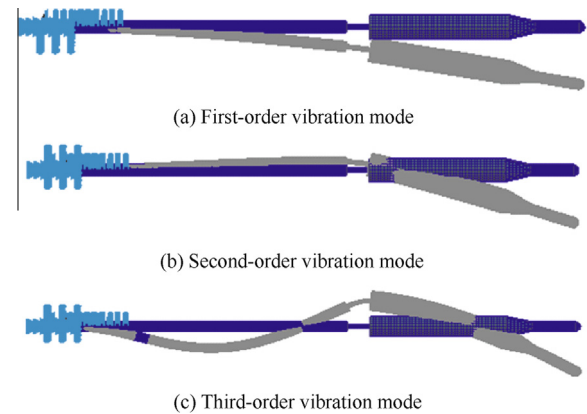 (a) First-order vibration mode
(b) Second-order vibration mode
(c) Third-order vibration mode